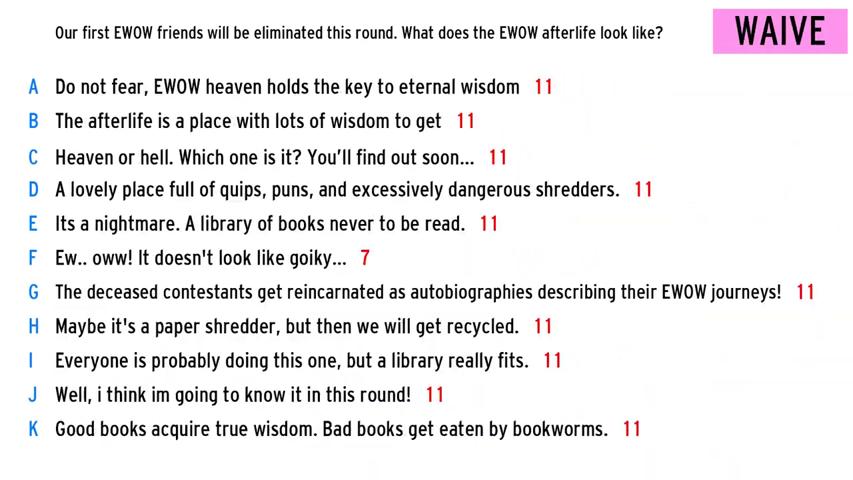 Our first EWOW friends will be eliminated this round. What does the EWOW afterlife look like?
WAIVE
A Do not fear, EWOW heaven holds the key to eternal wisdom 11
B The afterlife is a place with lots of wisdom to get 11
C Heaven or hell. Which one is it? You'll find out soon... 11
D A lovely place full of quips, puns, and excessively dangerous shredders. 11
E Its a nightmare. A library of books never to be read. 11
F Ew.. oww! It doesn't look like goiky... 7
G The deceased contestants get reincarnated as autobiographies describing their EWOW journeys! 11
H Maybe it's a paper shredder, but then we will get recycled. 11
I Everyone is probably doing this one, but a library really fits. 11
J Well, i think im going to know it in this round! 11
K Good books acquire true wisdom. Bad books get eaten by bookworms. 11